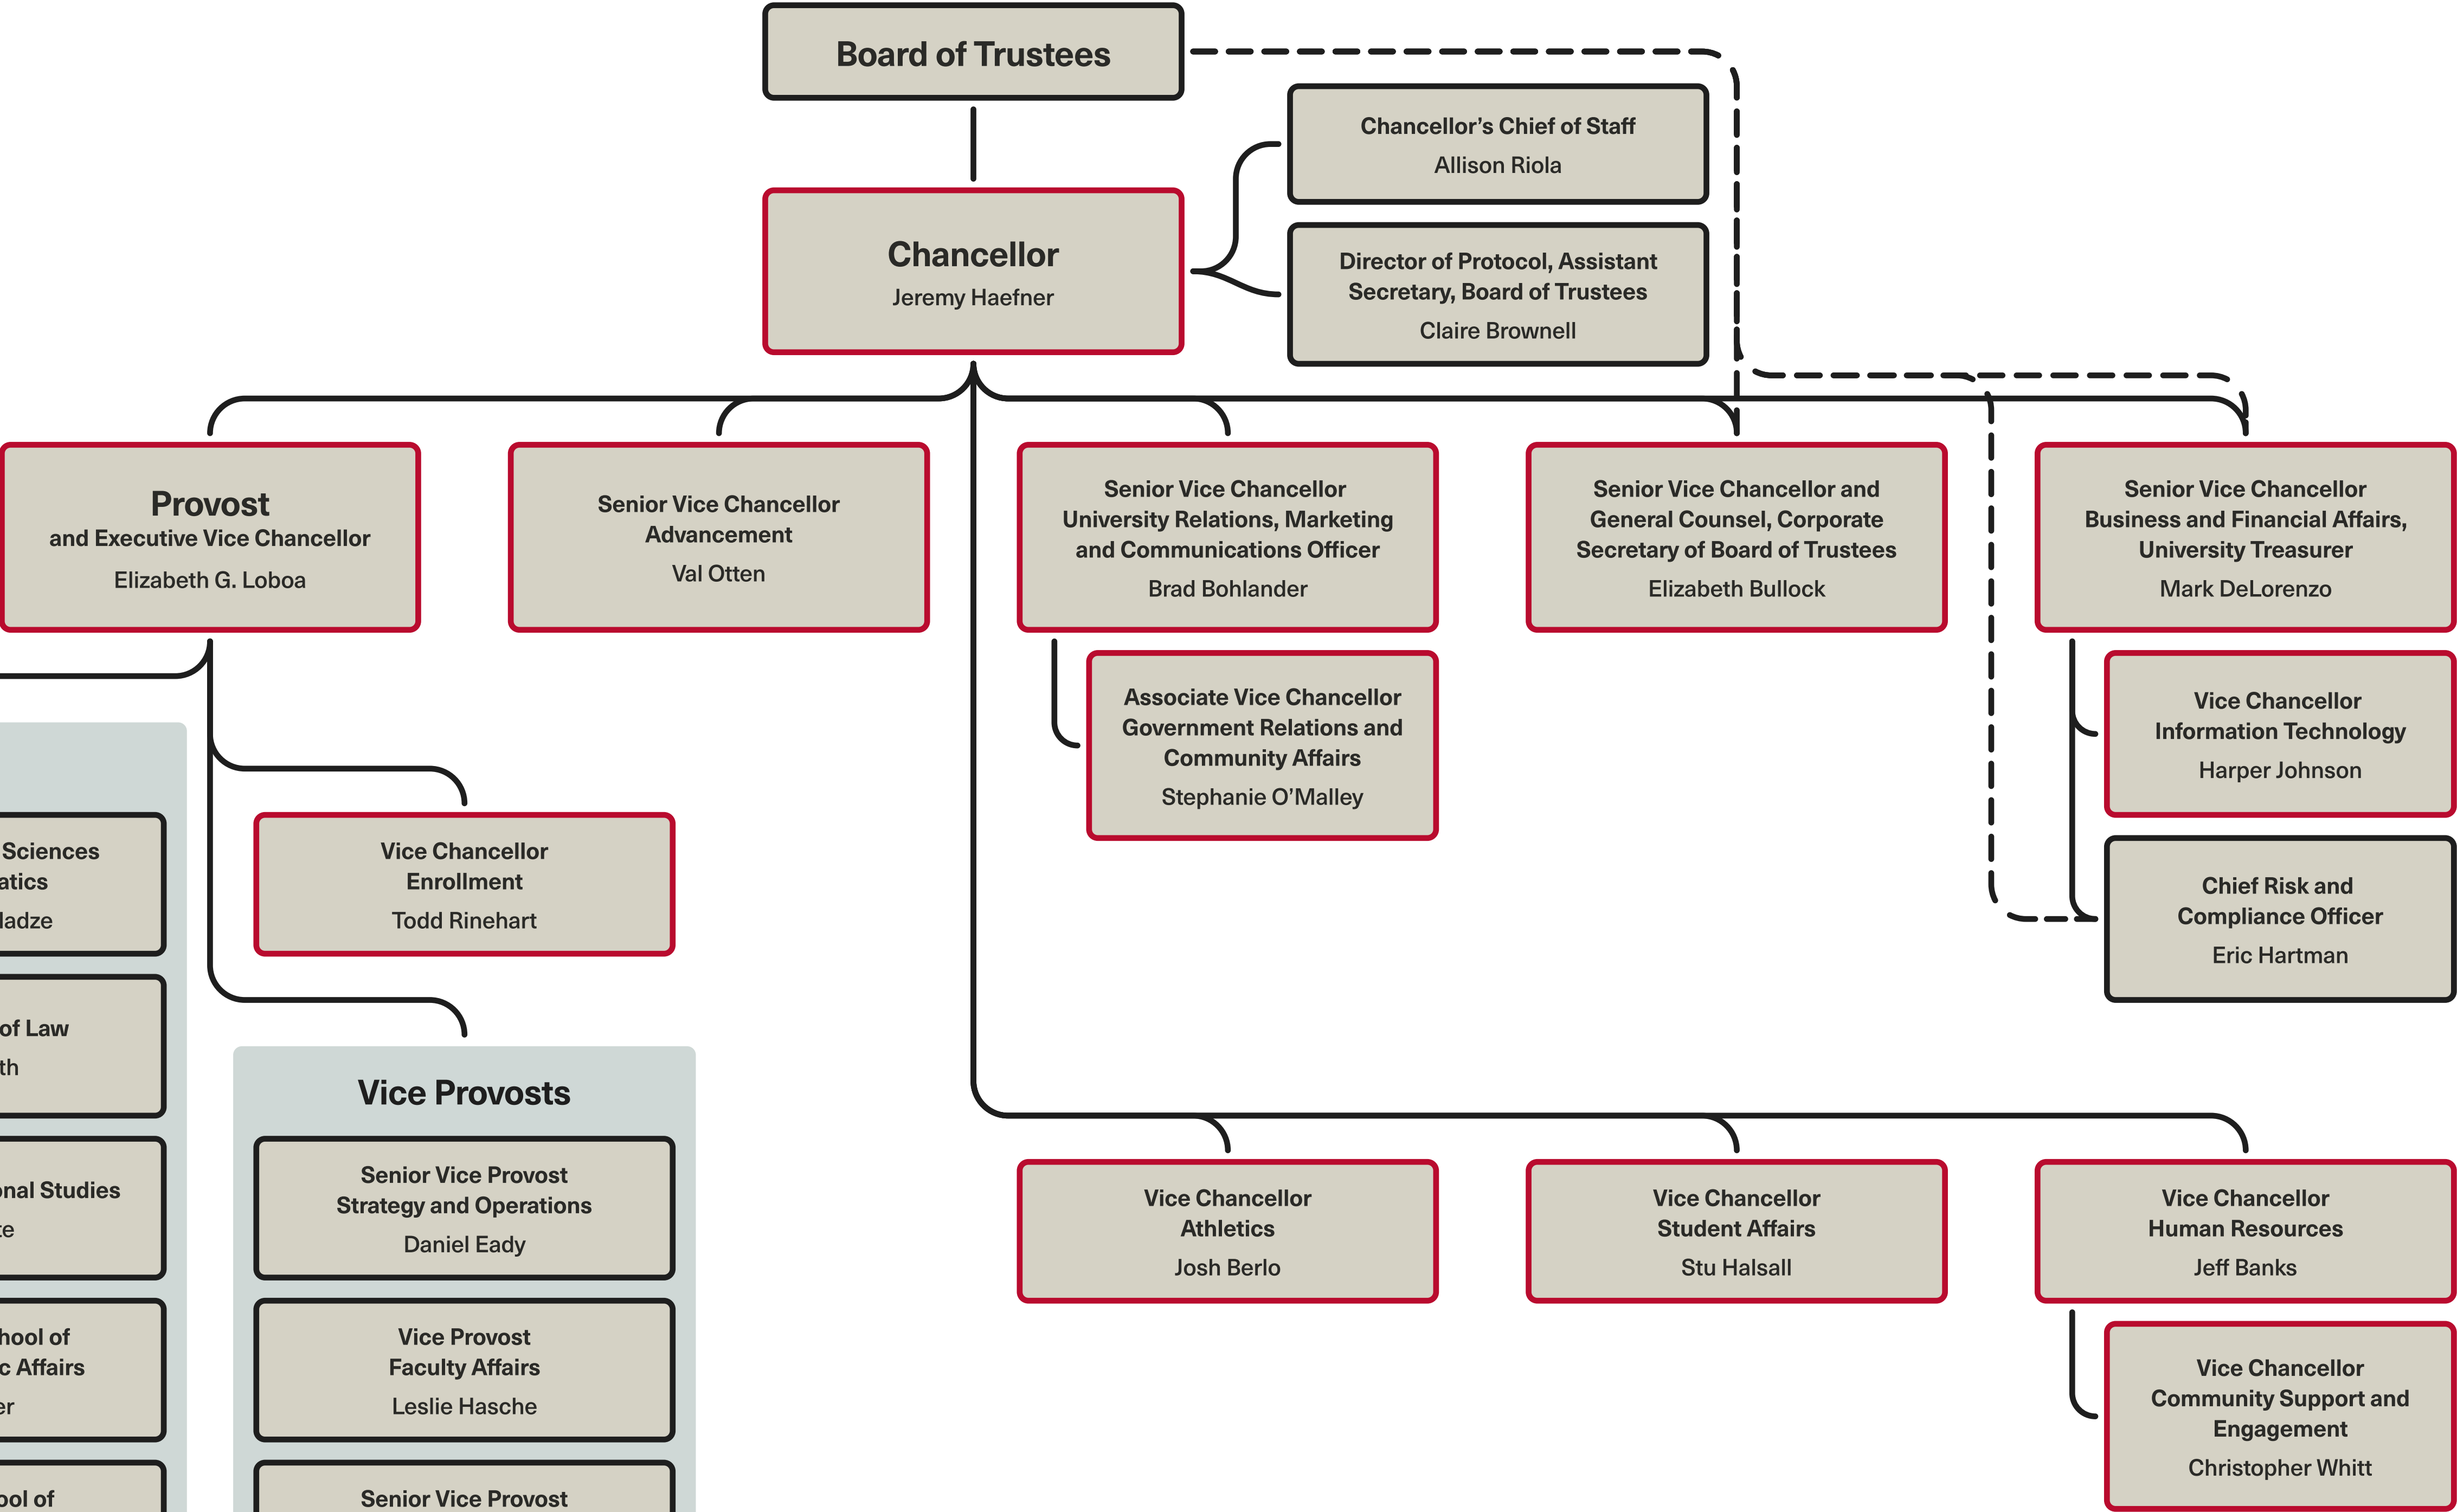 Board of Trustees
Chancellor's Chief of Staff
Allison Riola
Chancellor
Jeremy Haefner
Director of Protocol, Assistant
Secretary, Board of Trustees
Claire Brownell
Provost
and Executive Vice Chancellor
Elizabeth G. Loboa
Senior Vice Chancellor
Advancement
Val Otten
Senior Vice Chancellor
University Relations, Marketing
and Communications Officer
Brad Bohlander
Senior Vice Chancellor and
General Counsel, Corporate
Secretary of Board of Trustees
Elizabeth Bullock
Senior Vice Chancellor
Business and Financial Affairs,
University Treasurer
Mark DeLorenzo
Associate Vice Chancellor
Government Relations and
Community Affairs
Stephanie O’Malley
Vice Chancellor
Information Technology
Harper Johnson
Chief Risk and
Compliance Officer
Eric Hartman
Sciences
Vice Chancellor
Enrollment
Todd Rinehart
of Law
Vice Provosts
Senior Vice Provost
Strategy and Operations
Daniel Eady
Studies
Vice Provost
Faculty Affairs
Leslie Hasche
of
Affairs
of
Senior Vice Provost
Vice Chancellor
Athletics
Josh Berlo
Vice Chancellor
Student Affairs
Stu Halsall
Vice Chancellor
Human Resources
Jeff Banks
Vice Chancellor
Community Support and
Engagement
Christopher Whitt